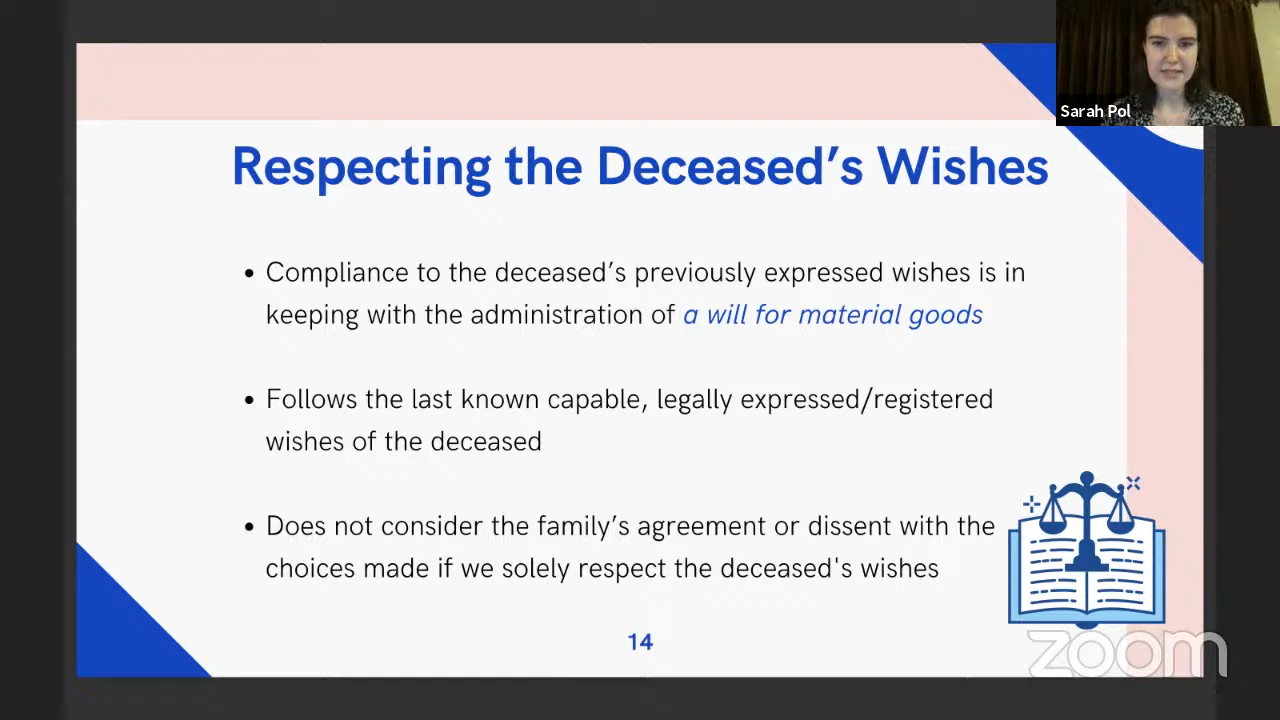 Sarah Pol
Respecting the Deceased’s Wishes
• Compliance to the deceased’s previously expressed wishes is in
keeping with the administration of a will for material goods
• Follows the last known capable, legally expressed/registered
wishes of the deceased
• Does not consider the family’s agreement or dissent with the
choices made if we solely respect the deceased's wishes
14
zoom